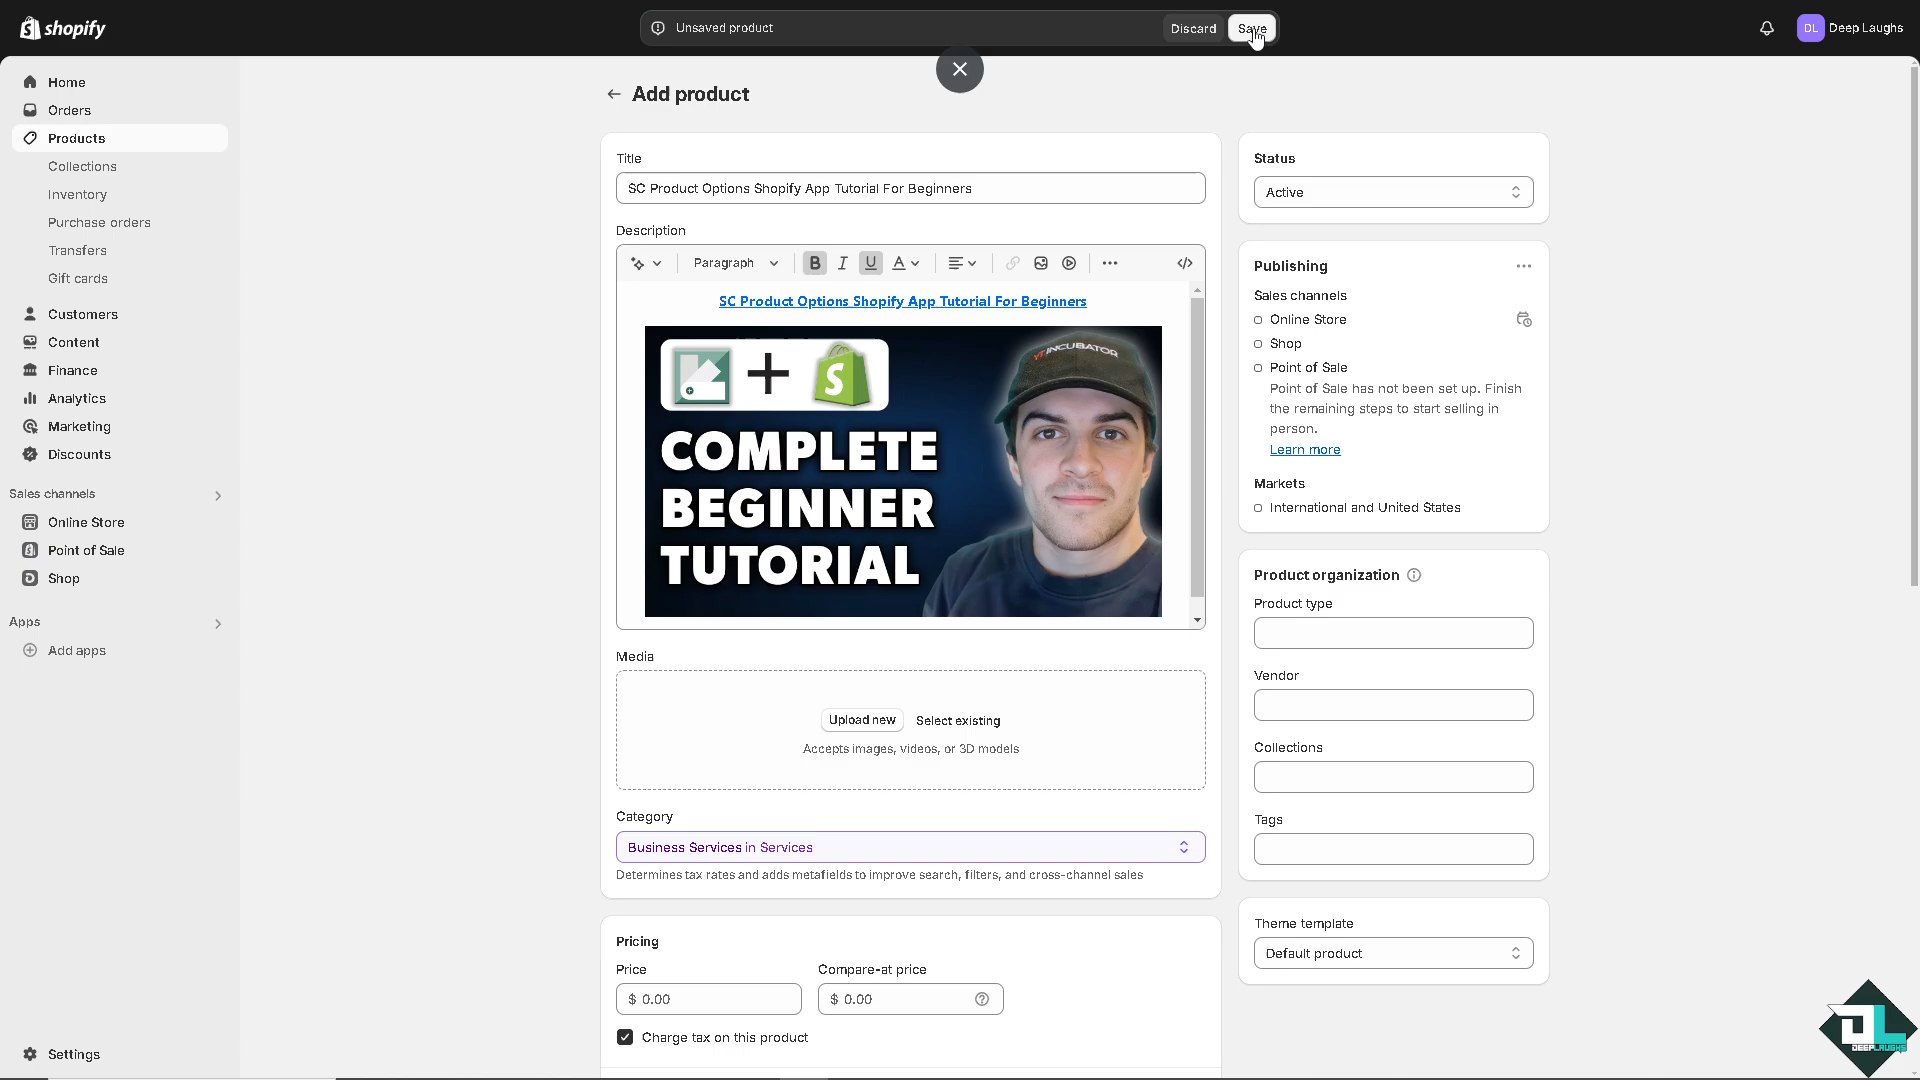 shopify
Unsaved product
Discard
Save
DL
Deep Laughs
Home
Orders
Products
Collections
Inventory
Purchase orders
Transfers
Gift cards
Customers
Content
Finance
Analytics
Marketing
Discounts
Sales channels
Online Store
Point of Sale
Shop
Apps
Add apps
Settings
Add product
Title
SC Product Options Shopify App Tutorial For Beginners
Description
Paragraph
B I U A
SC Product Options Shopify App Tutorial For Beginners
INCUBATOR
COMPLETE
BEGINNER
TUTORIAL
Media
Upload new
Select existing
Accepts images, videos, or 3D models
Category
Business Services in Services
Determines tax rates and adds metafields to improve search, filters, and cross-channel sales
Pricing
Price
Compare-at price
$ 0.00
$ 0.00
Charge tax on this product
Status
Active
Publishing
Sales channels
Online Store
Shop
Point of Sale
Point of Sale has not been set up. Finish
the remaining steps to start selling in
person.
Learn more
Markets
International and United States
Product organization
Product type
Vendor
Collections
Tags
Theme template
Default product
DL
DEEPLAUGHS